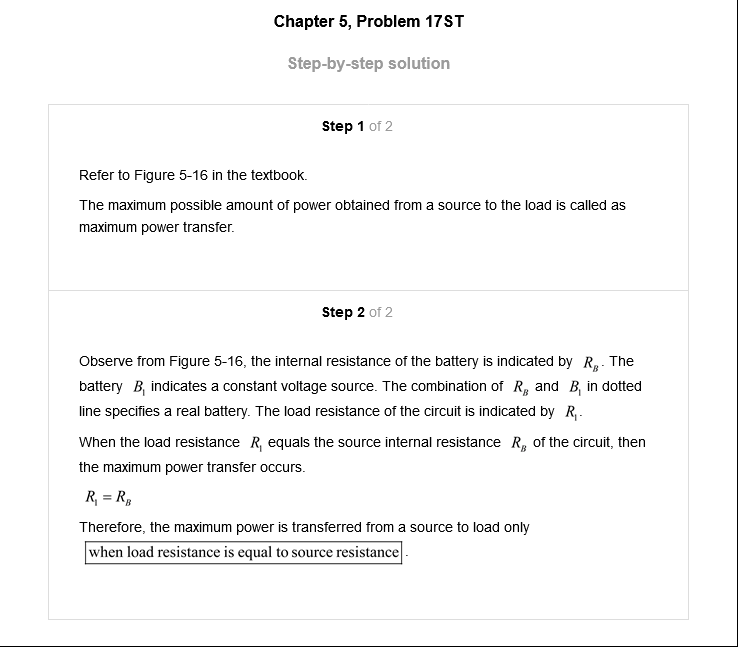 Chapter 5, Problem 17ST
Step-by-step solution
Step 1 of 2
Refer to Figure 5-16 in the textbook.
The maximum possible amount of power obtained from a source to the load is called as
maximum power transfer.
Step 2 of 2
Observe from Figure 5-16, the internal resistance of the battery is indicated by R_B. The
battery B_1 indicates a constant voltage source. The combination of R_B and B_1 in dotted
line specifies a real battery. The load resistance of the circuit is indicated by R_1.
When the load resistance R_1 equals the source internal resistance R_B of the circuit, then
the maximum power transfer occurs.
R_1 = R_B
Therefore, the maximum power is transferred from a source to load only
when load resistance is equal to source resistance.